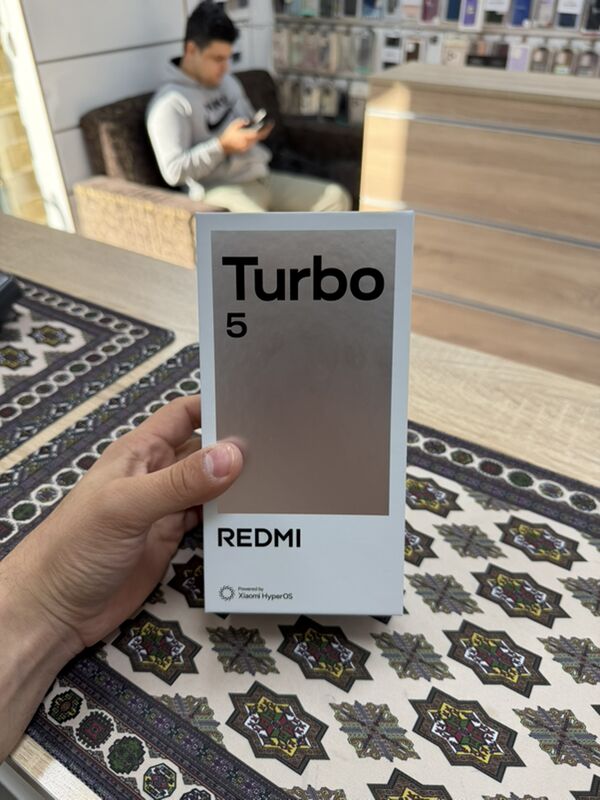 Turbo
5
REDMI
Powered by
Xiaomi HyperOS